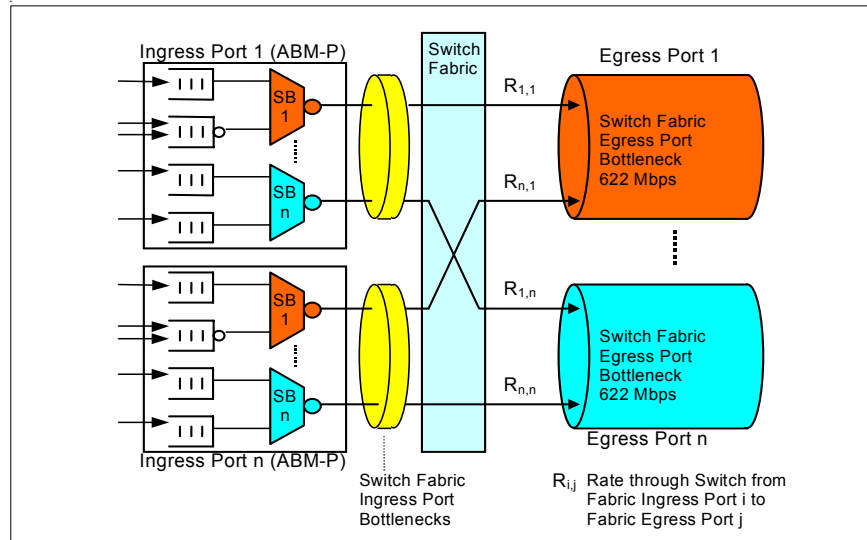 Ingress Port 1 (ABM-P)
SB
1
SB
n
Switch
Fabric
R1,1
Rn,1
Egress Port 1
Switch Fabric
Egress Port
Bottleneck
622 Mbps
SB
1
SB
n
Ingress Port n (ABM-P)
R1,n
Rn,n
Switch Fabric
Egress Port
Bottleneck
622 Mbps
Egress Port n
Switch Fabric
Ingress Port
Bottlenecks
Ri,j Rate through Switch from
Fabric Ingress Port i to
Fabric Egress Port j